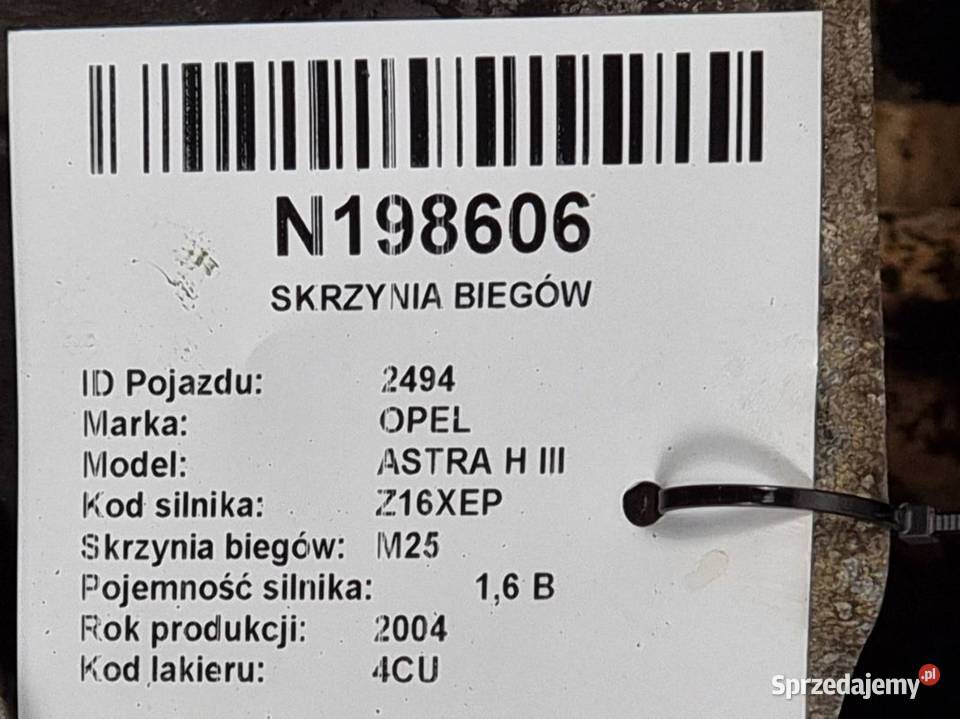 N198606
SKRZYNIA BIEGÓW
ID Pojazdu: 2494
Marka: OPEL
Model: ASTRA H III
Kod silnika: Z16XEP
Skrzynia biegów: M25
Pojemność silnika: 1,6 B
Rok produkcji: 2004
Kod lakieru: 4CU
Sprzedajemy.pl